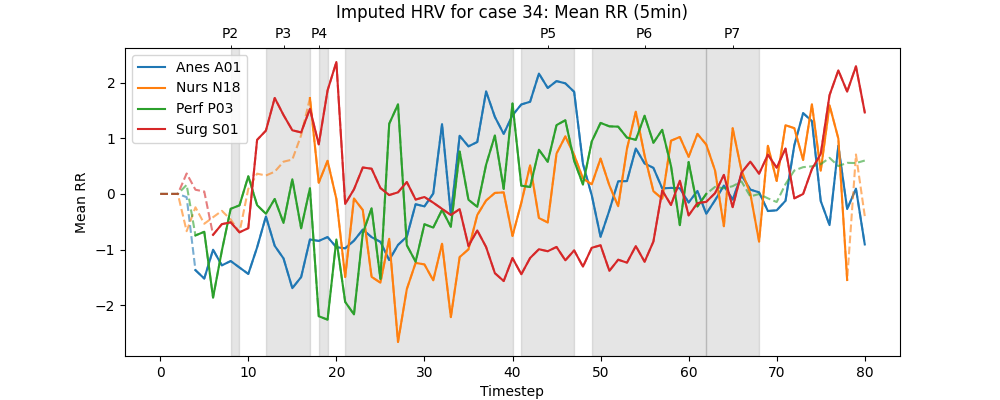 Imputed HRV for case 34: Mean RR (5min)
P2 P3 P4 P5 P6 P7
Anes A01
Nurs N18
Perf P03
Surg S01
Mean RR
2
1
0
−1
−2
0 10 20 30 40 50 60 70 80
Timestep